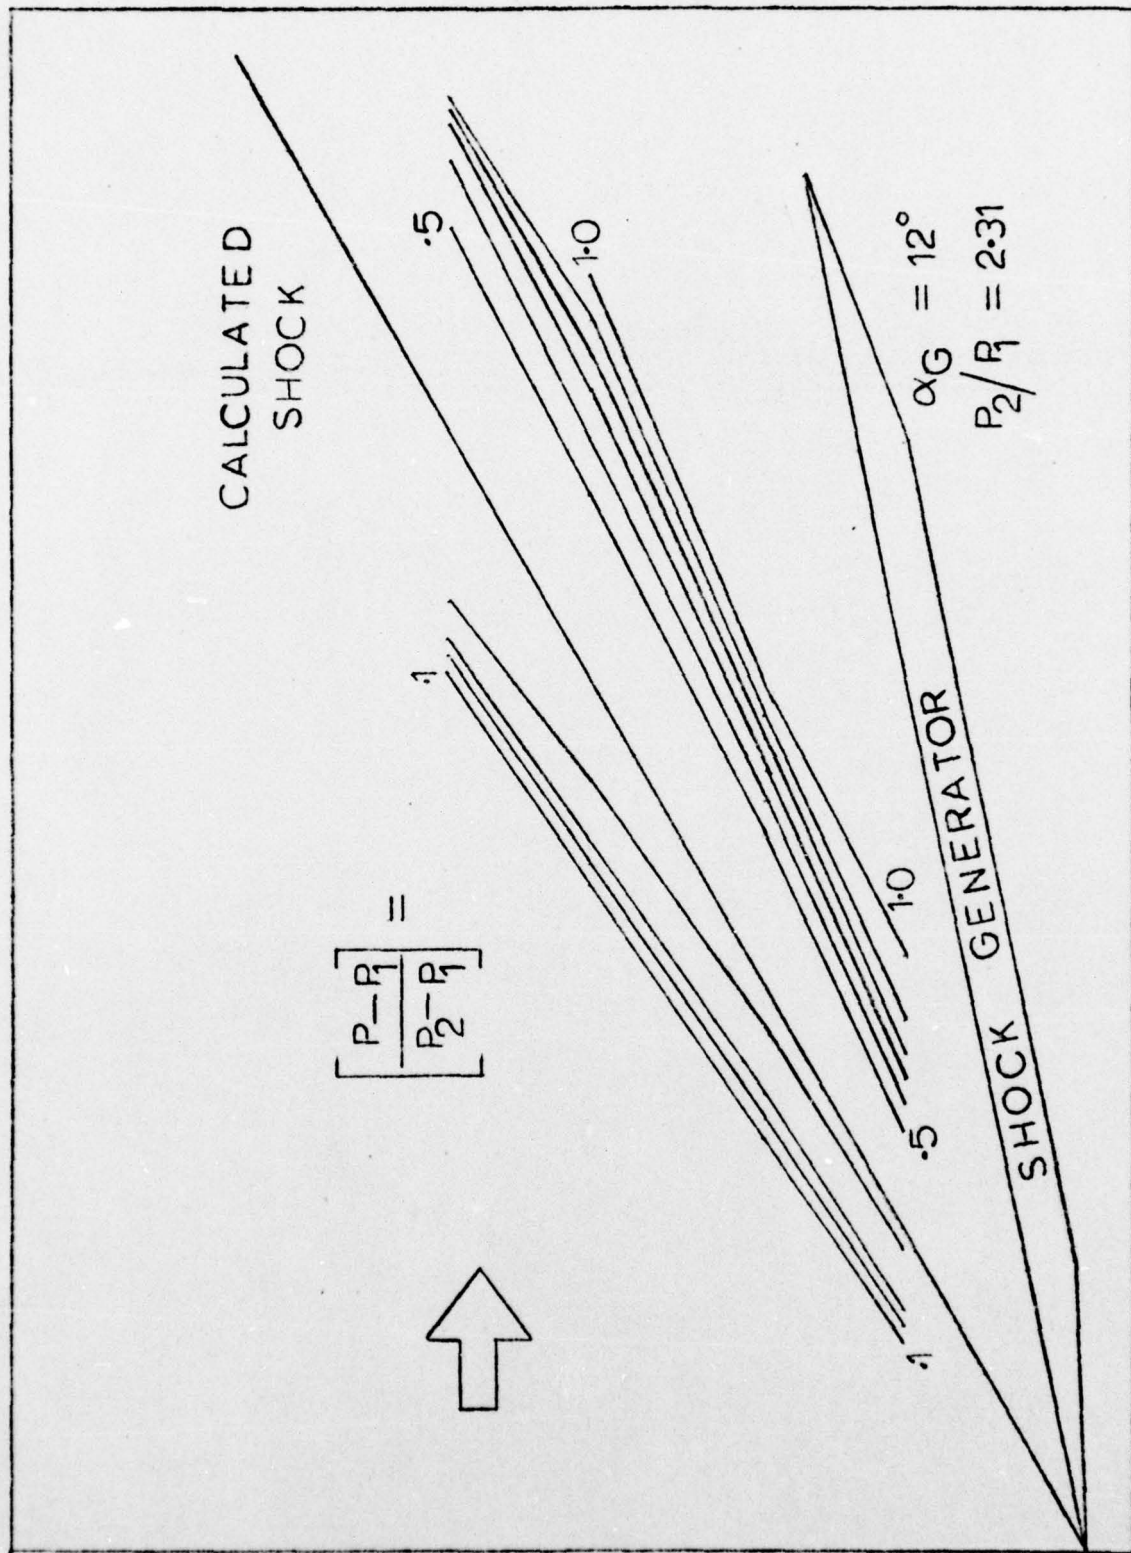 CALCULATED
SHOCK
[P-P₁/P₂-P₁] =
.1
.5
1.0
.1
.5
1.0
SHOCK GENERATOR
αG = 12°
P₂/P₁ = 2.31